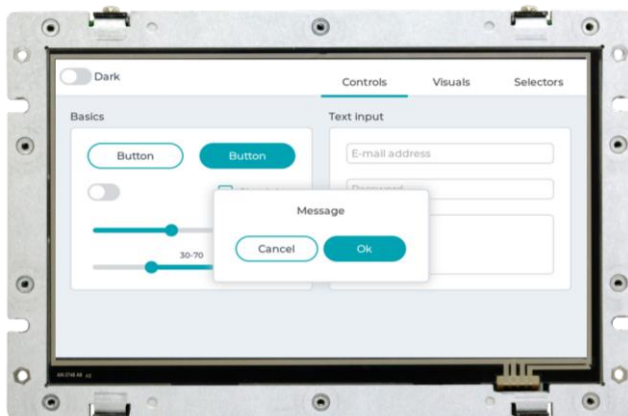 Dark
Controls Visuals Selectors
Basics
Text input
Button Button
E-mail address
Message
30-70
Cancel Ok